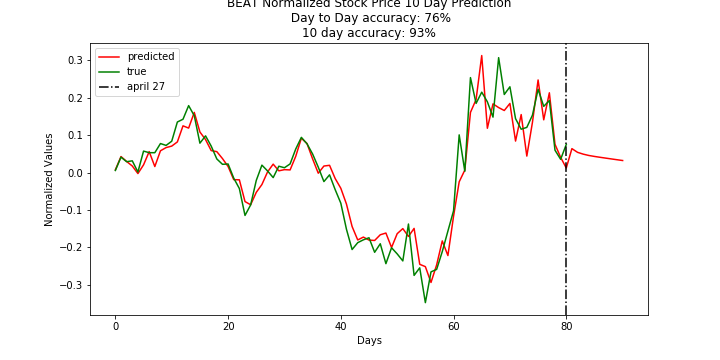 BEAT Normalized Stock Price 10 Day Prediction
Day to Day accuracy: 76%
10 day accuracy: 93%
predicted
true
april 27
0.3
0.2
0.1
0.0
−0.1
−0.2
−0.3
Normalized Values
0
20
40
60
80
Days